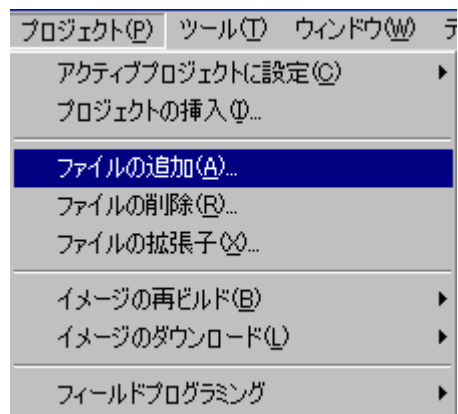 プロジェクト(P) ツール(T) ウィンドウ(W) テ
アクティブプロジェクトに設定(C)
プロジェクトの挿入(I)...
ファイルの追加(A)...
ファイルの削除(R)...
ファイルの拡張子(X)...
イメージの再ビルド(B)
イメージのダウンロード(L)
フィールドプログラミング